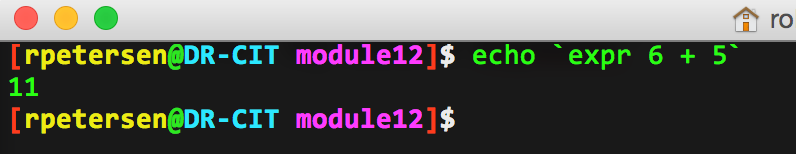 ro
[rpetersen@DR-CIT module12]$ echo `expr 6 + 5`
11
[rpetersen@DR-CIT module12]$